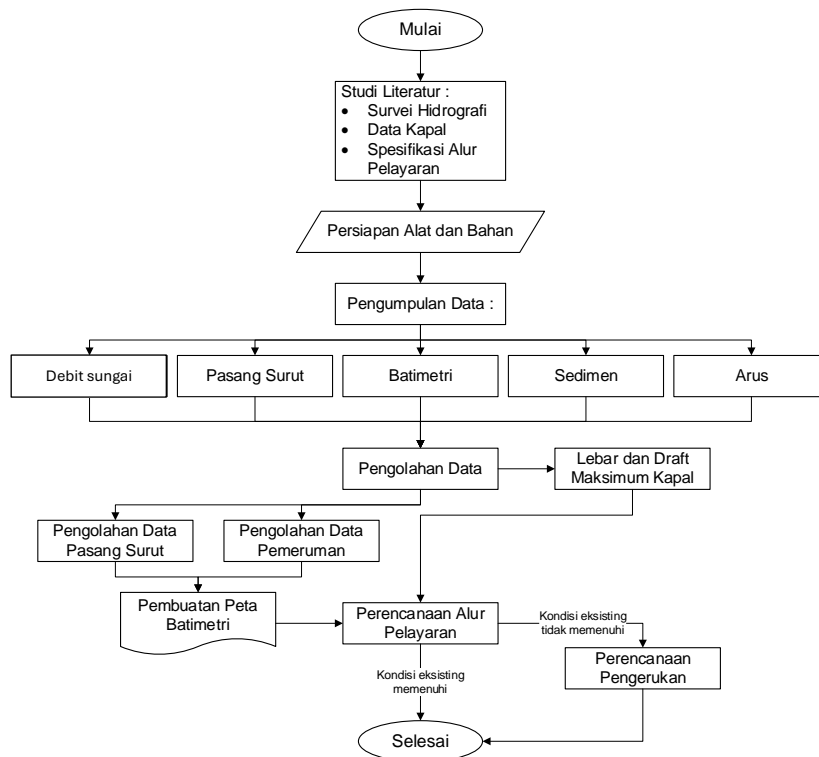 Mulai
Studi Literatur :
• Survei Hidrografi
• Data Kapal
• Spesifikasi Alur
Pelayaran
Persiapan Alat dan Bahan
Pengumpulan Data :
Debit sungai
Pasang Surut
Batimetri
Sedimen
Arus
Pengolahan Data
Lebar dan Draft
Maksimum Kapal
Pengolahan Data
Pasang Surut
Pengolahan Data
Pemeruman
Pembuatan Peta
Batimetri
Perencanaan Alur
Pelayaran
Kondisi eksisting
tidak memenuhi
Perencanaan
Pengerukan
Kondisi eksisting
memenuhi
Selesai